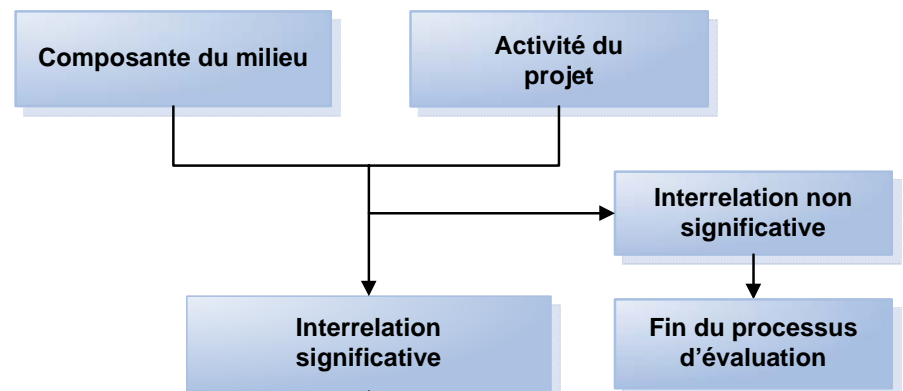 Composante du milieu
Activité du
projet
Interrelation non
significative
Interrelation
significative
Fin du processus
d'évaluation